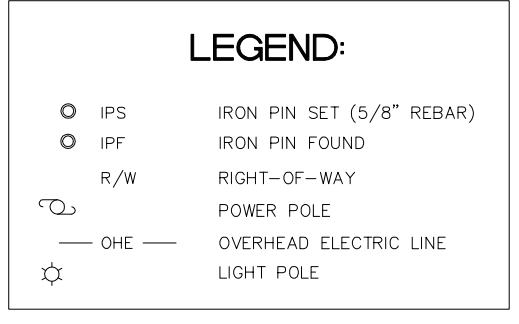 LEGEND:
IPS IRON PIN SET (5/8" REBAR)
IPF IRON PIN FOUND
R/W RIGHT-OF-WAY
POWER POLE
OHE OVERHEAD ELECTRIC LINE
LIGHT POLE